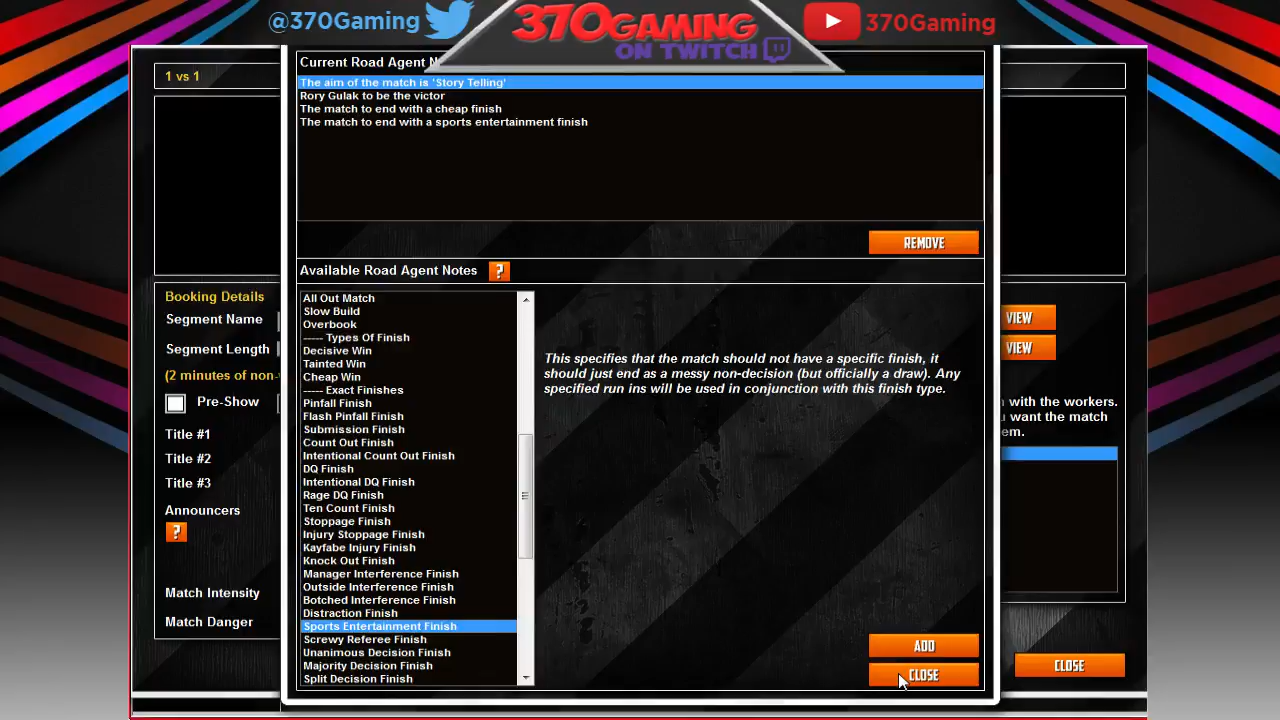 @370Gaming
370GAMING
ON TWITCH
370Gaming
Current Road Agent N
1 vs 1
The aim of the match is 'Story Telling'
Rory Gulak to be the victor
The match to end with a cheap finish
The match to end with a sports entertainment finish
REMOVE
Available Road Agent Notes
?
All Out Match
Slow Build
Overbook
----- Types Of Finish
Decisive Win
Tainted Win
Cheap Win
----- Exact Finishes
Pinfall Finish
Flash Pinfall Finish
Submission Finish
Count Out Finish
Intentional Count Out Finish
DQ Finish
Intentional DQ Finish
Rage DQ Finish
Ten Count Finish
Stoppage Finish
Injury Stoppage Finish
Kayfabe Injury Finish
Knock Out Finish
Manager Interference Finish
Outside Interference Finish
Botched Interference Finish
Distraction Finish
Sports Entertainment Finish
Screwy Referee Finish
Unanimous Decision Finish
Majority Decision Finish
Split Decision Finish
This specifies that the match should not have a specific finish, it
should just end as a messy non-decision (but officially a draw). Any
specified run ins will be used in conjunction with this finish type.
ADD
CLOSE
Booking Details
Segment Name
Segment Length
(2 minutes of non-
Pre-Show
Title #1
Title #2
Title #3
Announcers
?
Match Intensity
Match Danger
VIEW
VIEW
n with the workers.
u want the match
em.
CLOSE